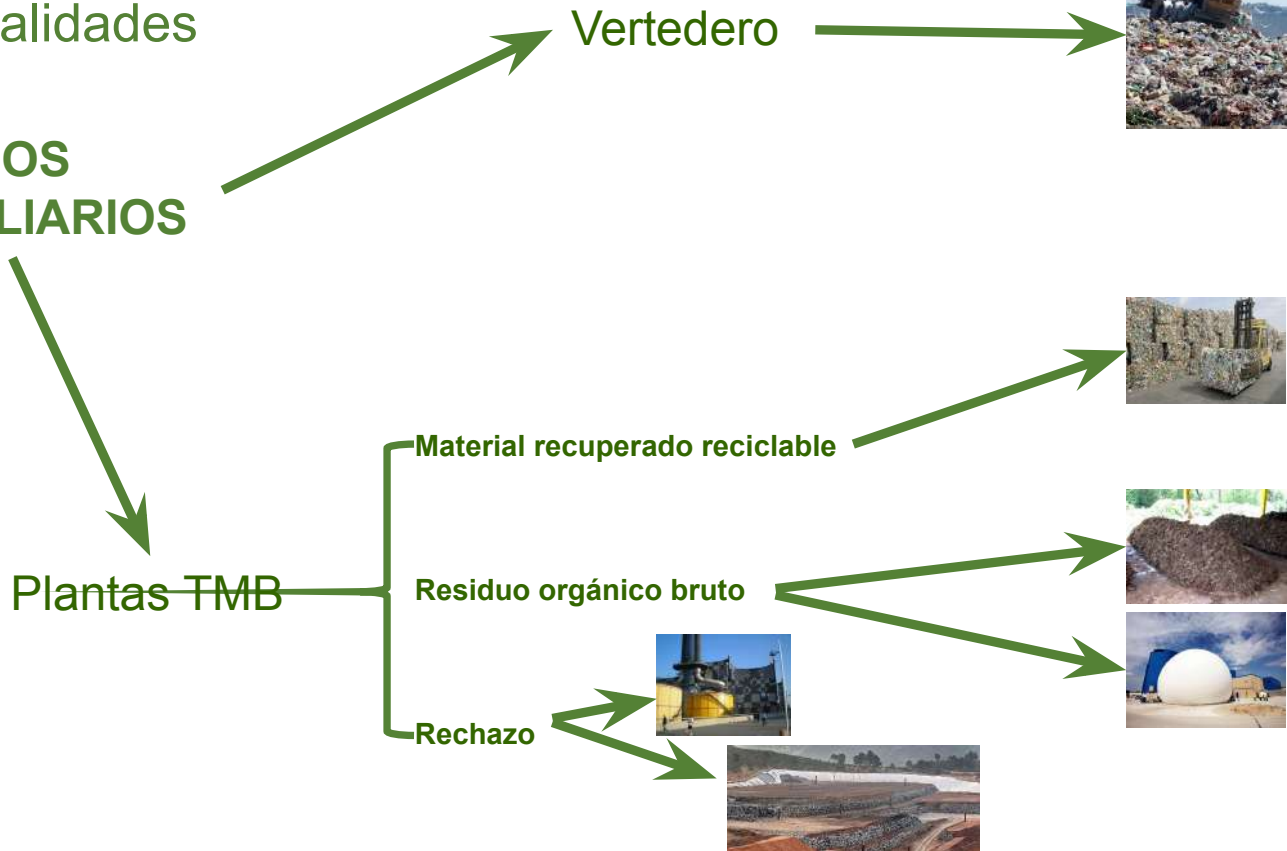 alidades
Vertedero
OS
LIARIOS
Material recuperado reciclable
Plantas TMB
Residuo orgánico bruto
Rechazo